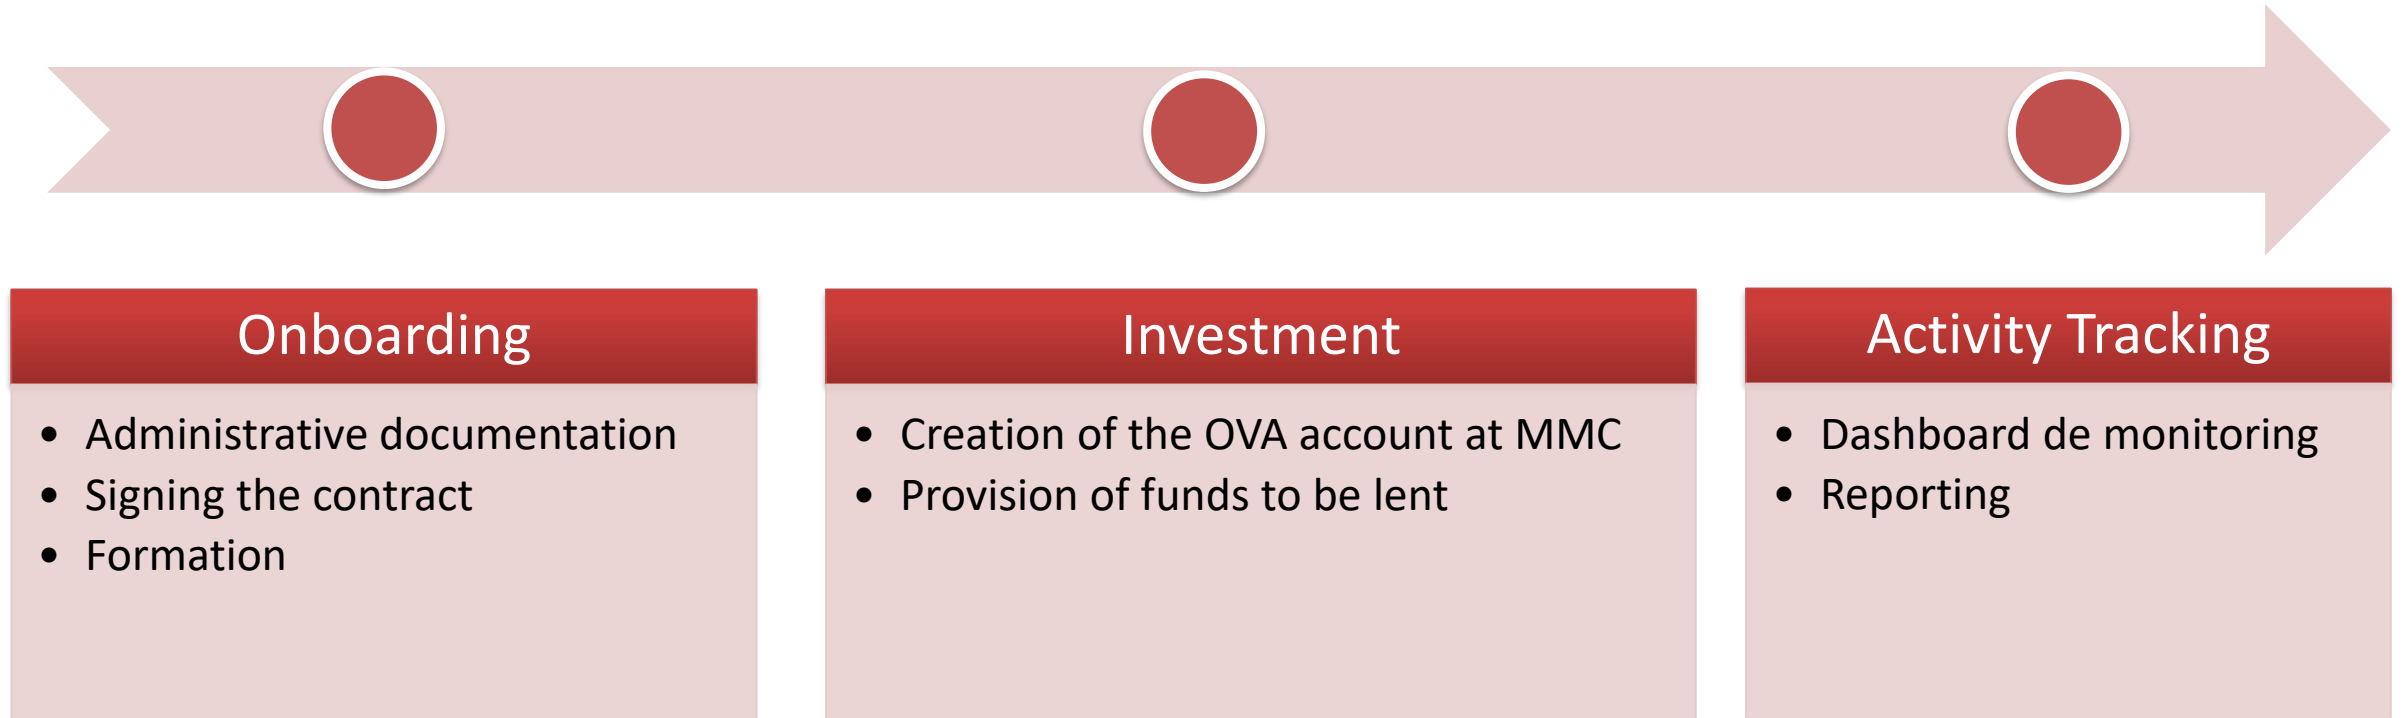 Onboarding
• Administrative documentation
• Signing the contract
• Formation
Investment
• Creation of the OVA account at MMC
• Provision of funds to be lent
Activity Tracking
• Dashboard de monitoring
• Reporting